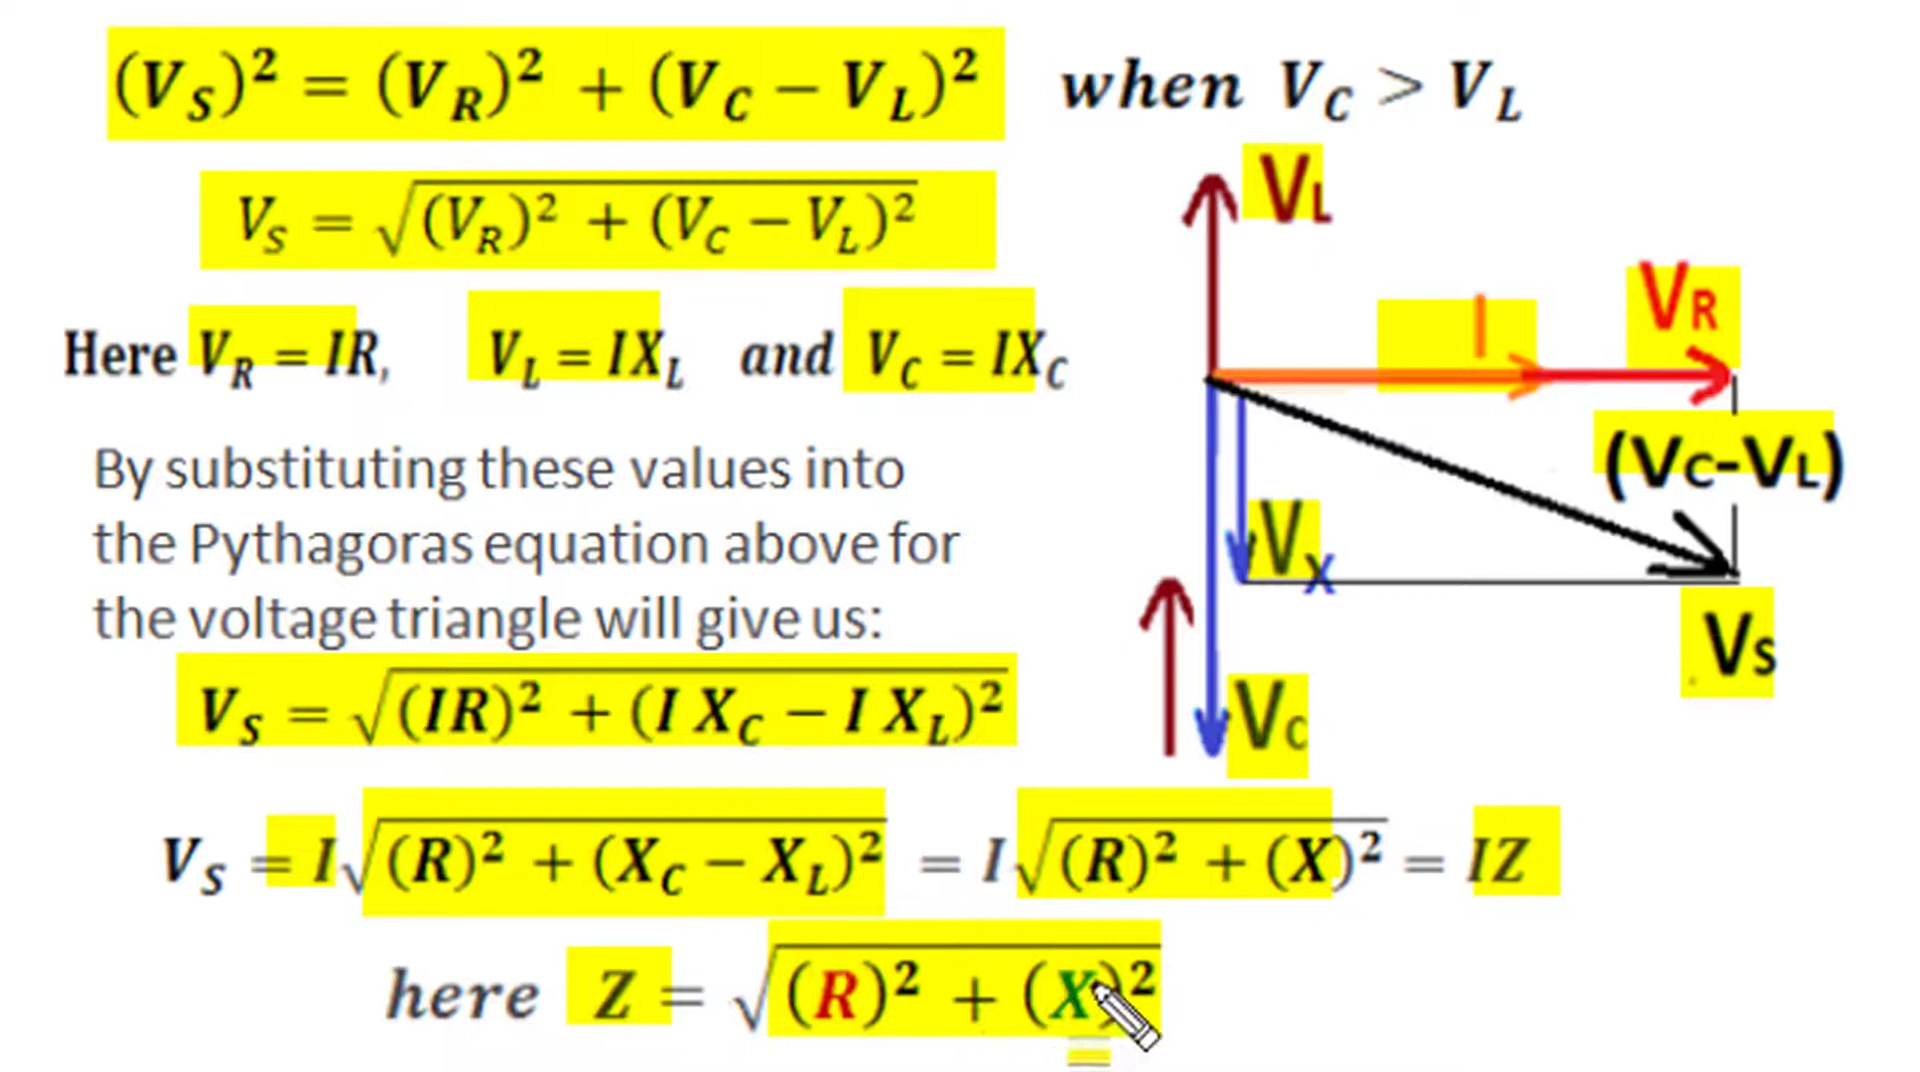 (V_S)² = (V_R)² + (V_C − V_L)² when V_C > V_L
V_S = √((V_R)² + (V_C − V_L)²)
Here V_R = IR, V_L = IX_L and V_C = IX_C
By substituting these values into
the Pythagoras equation above for
the voltage triangle will give us:
V_S = √((IR)² + (I X_C − I X_L)²)
V_S = I√((R)² + (X_C − X_L)²) = I√((R)² + (X)²) = IZ
here Z = √((R)² + (X)²)
V_L
I
V_R
(V_C-V_L)
V_X
V_S
V_C